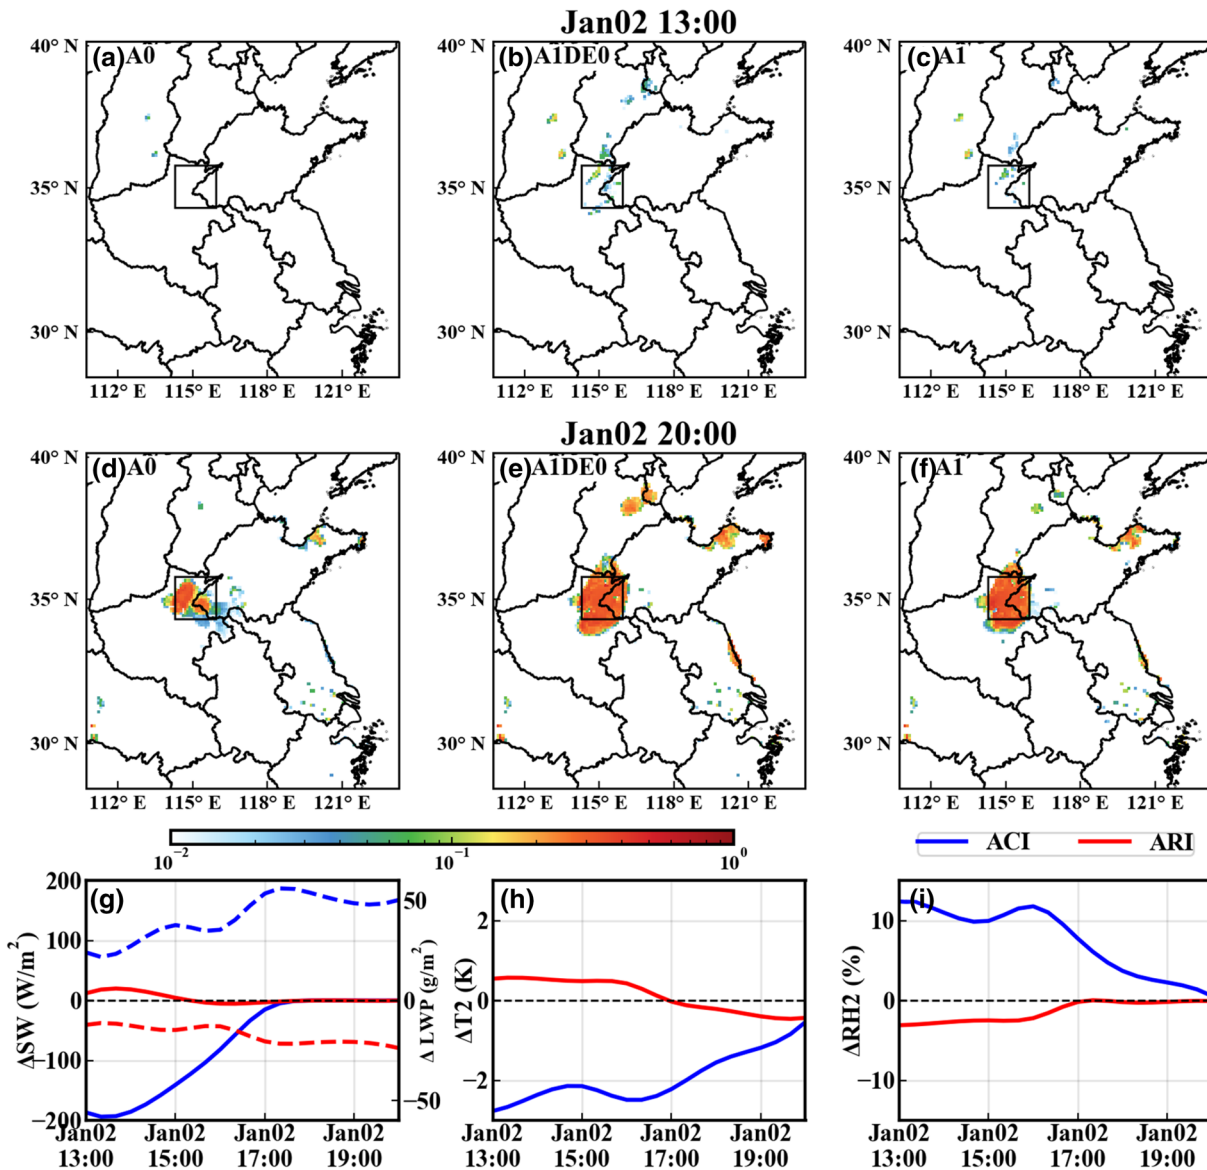 Jan02 13:00
(a) A0
(b) A1DE0
(c) A1
40° N
35° N
30° N
112° E 115° E 118° E 121° E
40° N
35° N
30° N
112° E 115° E 118° E 121° E
40° N
35° N
30° N
112° E 115° E 118° E 121° E
Jan02 20:00
(d) A0
(e) A1DE0
(f) A1
40° N
35° N
30° N
112° E 115° E 118° E 121° E
40° N
35° N
30° N
112° E 115° E 118° E 121° E
40° N
35° N
30° N
112° E 115° E 118° E 121° E
10⁻² 10⁻¹ 10⁰
ACI ARI
(g)
ΔSW (W/m²)
200
100
0
−100
−200
Δ LWP (g/m²)
50
0
−50
Jan02 13:00
Jan02 15:00
Jan02 17:00
Jan02 19:00
(h)
ΔT2 (K)
2
0
−2
Jan02 13:00
Jan02 15:00
Jan02 17:00
Jan02 19:00
(i)
ΔRH2 (%)
10
0
−10
Jan02 13:00
Jan02 15:00
Jan02 17:00
Jan02 19:00